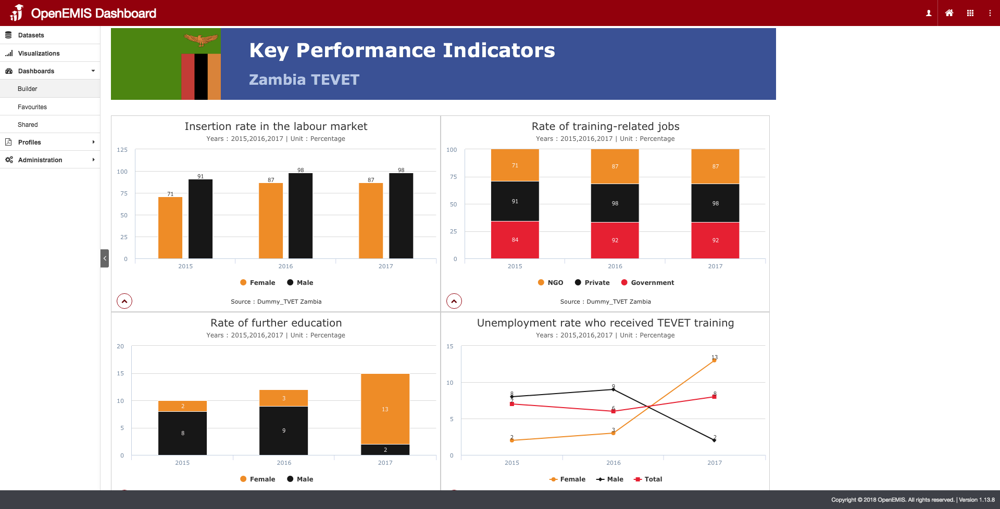 OpenEMIS Dashboard
Datasets
Visualizations
Dashboards
Builder
Favourites
Shared
Profiles
Administration
Key Performance Indicators
Zambia TEVET
Insertion rate in the labour market
Years : 2015,2016,2017 | Unit : Percentage
125
100
75
50
25
0
71
91
87
98
87
98
2015
2016
2017
Female
Male
Source : Dummy_TVET Zambia
Rate of training-related jobs
Years : 2015,2016,2017 | Unit : Percentage
100
75
50
25
0
71
87
87
91
98
98
84
92
92
2015
2016
2017
NGO
Private
Government
Source : Dummy_TVET Zambia
Rate of further education
Years : 2015,2016,2017 | Unit : Percentage
20
15
10
5
0
2
3
13
8
9
2
2015
2016
2017
Female
Male
Unemployment rate who received TEVET training
Years : 2015,2016,2017 | Unit : Percentage
15
10
5
0
8
7
2
9
6
3
13
8
2
2015
2016
2017
Female
Male
Total
Copyright © 2018 OpenEMIS. All rights reserved. | Version 1.13.8